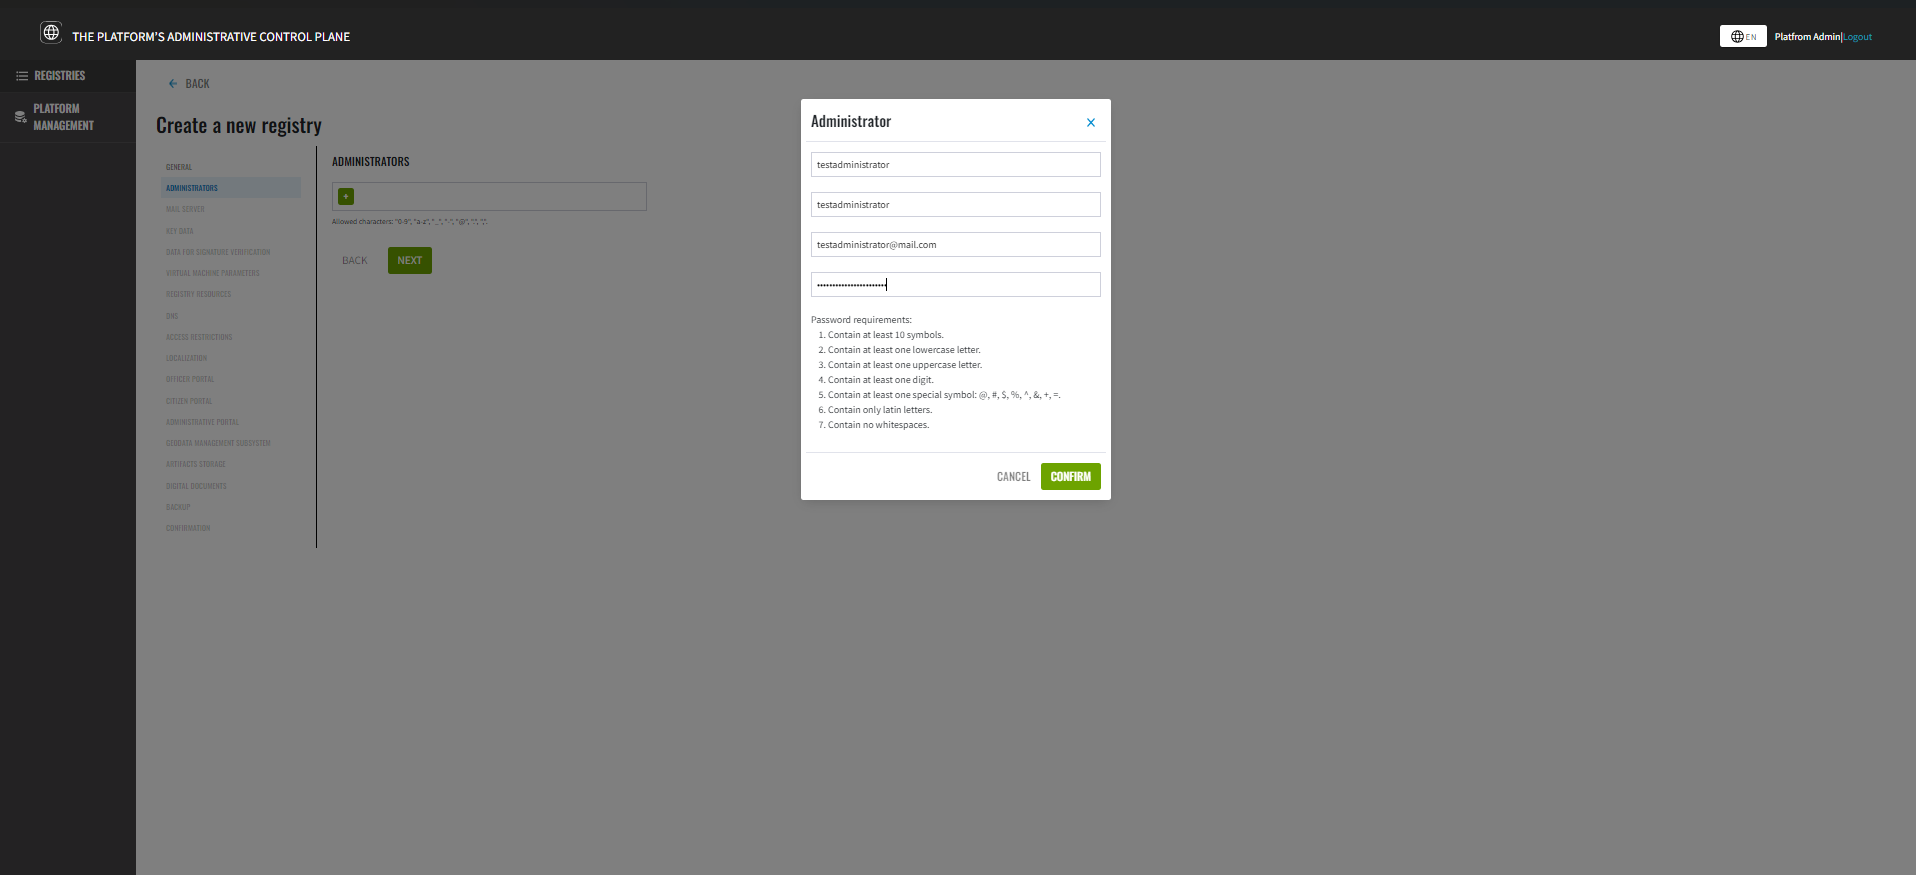 THE PLATFORM'S ADMINISTRATIVE CONTROL PLANE
EN
Platfrom Admin|Logout
REGISTRIES
PLATFORM
MANAGEMENT
BACK
Create a new registry
GENERAL
ADMINISTRATORS
MAIL SERVER
KEY DATA
DATA FOR SIGNATURE VERIFICATION
VIRTUAL MACHINE PARAMETERS
REGISTRY RESOURCES
DNS
ACCESS RESTRICTIONS
LOCALIZATION
OFFICER PORTAL
CITIZEN PORTAL
ADMINISTRATIVE PORTAL
GEODATA MANAGEMENT SUBSYSTEM
ARTIFACTS STORAGE
DIGITAL DOCUMENTS
BACKUP
CONFIRMATION
ADMINISTRATORS
+
Allowed characters: "0-9", "a-z", "_", "-", "@", ".", ",".
BACK
NEXT
Administrator
testadministrator
testadministrator
testadministrator@mail.com
Password requirements:
1. Contain at least 10 symbols.
2. Contain at least one lowercase letter.
3. Contain at least one uppercase letter.
4. Contain at least one digit.
5. Contain at least one special symbol: @, #, $, %, ^, &, +, =.
6. Contain only latin letters.
7. Contain no whitespaces.
CANCEL
CONFIRM